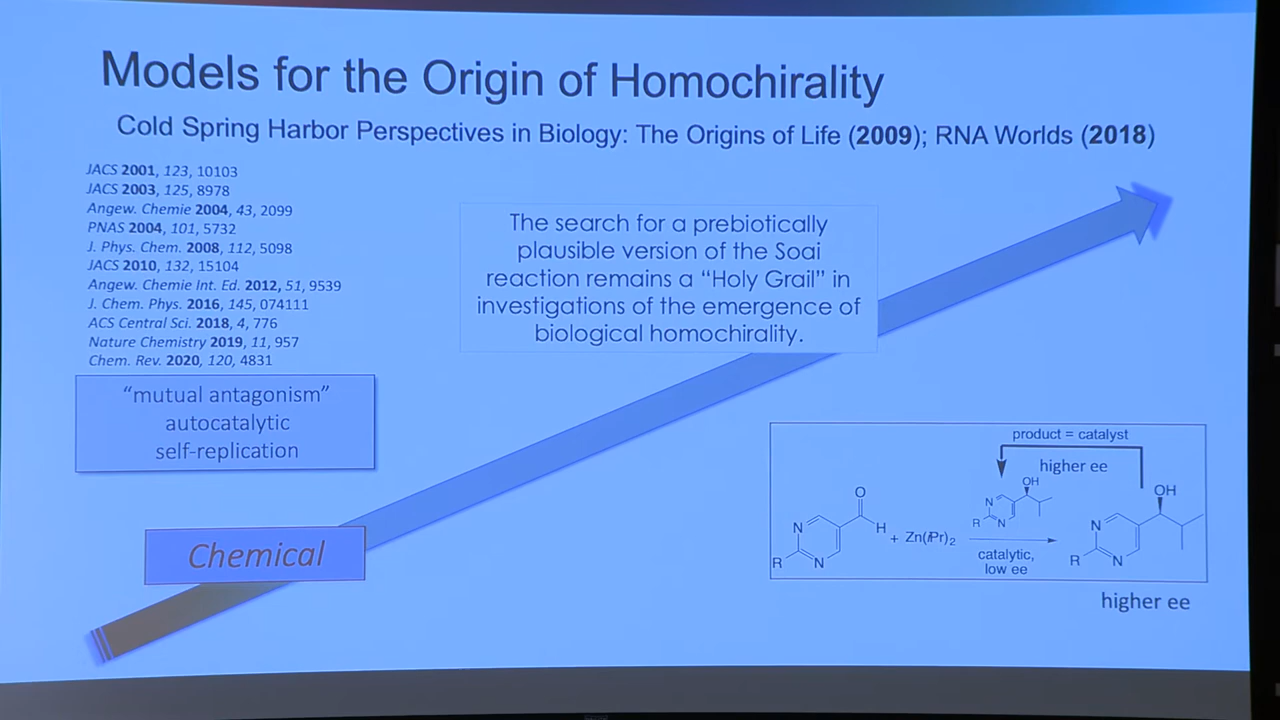 Models for the Origin of Homochirality
Cold Spring Harbor Perspectives in Biology: The Origins of Life (2009); RNA Worlds (2018)
JACS 2001, 123, 10103
JACS 2003, 125, 8978
Angew. Chemie 2004, 43, 2099
PNAS 2004, 101, 5732
J. Phys. Chem. 2008, 112, 5098
JACS 2010, 132, 15104
Angew. Chemie Int. Ed. 2012, 51, 9539
J. Chem. Phys. 2016, 145, 074111
ACS Central Sci. 2018, 4, 776
Nature Chemistry 2019, 11, 957
Chem. Rev. 2020, 120, 4831
The search for a prebiotically
plausible version of the Soai
reaction remains a “Holy Grail” in
investigations of the emergence of
biological homochirality.
“mutual antagonism”
autocatalytic
self-replication
Chemical
product = catalyst
higher ee
OH
N
R N
O
N
H
R N
+ Zn(iPr)2
catalytic,
low ee
OH
N
R N
higher ee